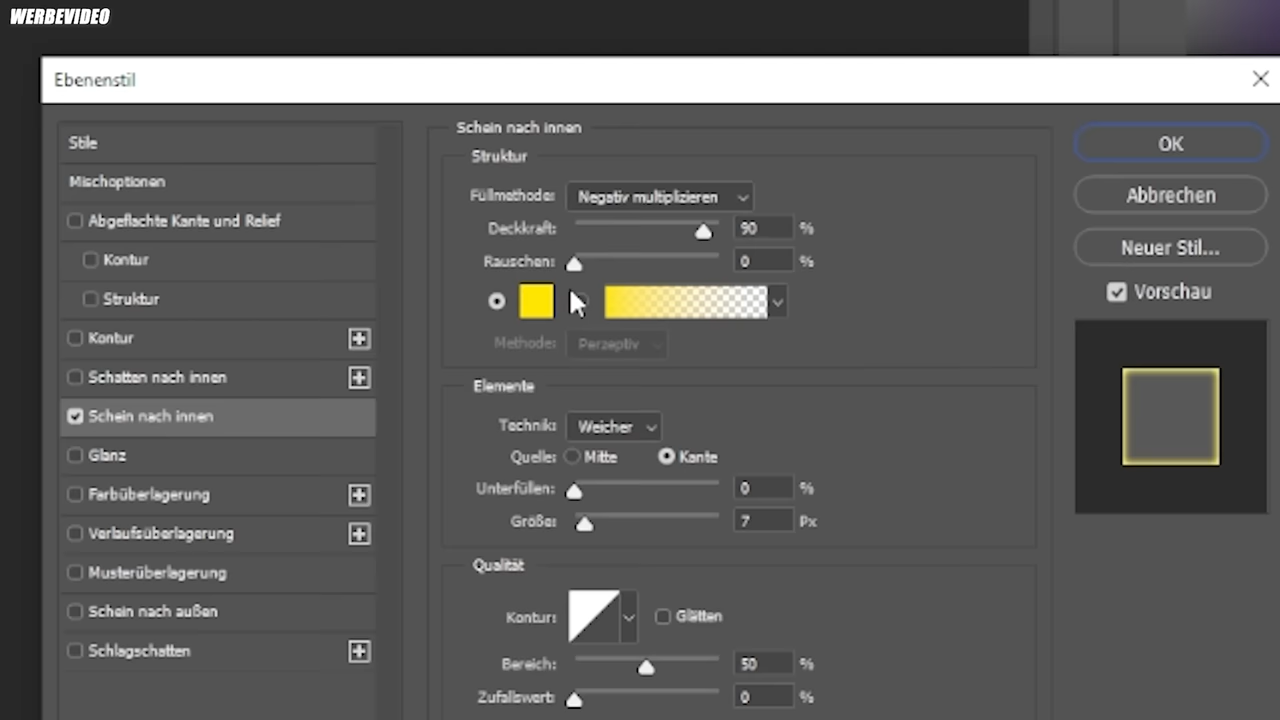 WERBEVIDEO
Ebenenstil
Stile
Mischoptionen
Abgeflachte Kante und Relief
Kontur
Struktur
Kontur
Schatten nach innen
Schein nach innen
Glanz
Farbüberlagerung
Verlaufsüberlagerung
Musterüberlagerung
Schein nach außen
Schlagschatten
Schein nach innen
Struktur
Füllmethode: Negativ multiplizieren
Deckkraft: 90 %
Rauschen: 0 %
Methode: Perzeptiv
Elemente
Technik: Weicher
Quelle: Mitte Kante
Unterfüllen: 0 %
Größe: 7 Px
Qualität
Kontur: Glätten
Bereich: 50 %
Zufallswert: 0 %
OK
Abbrechen
Neuer Stil...
Vorschau